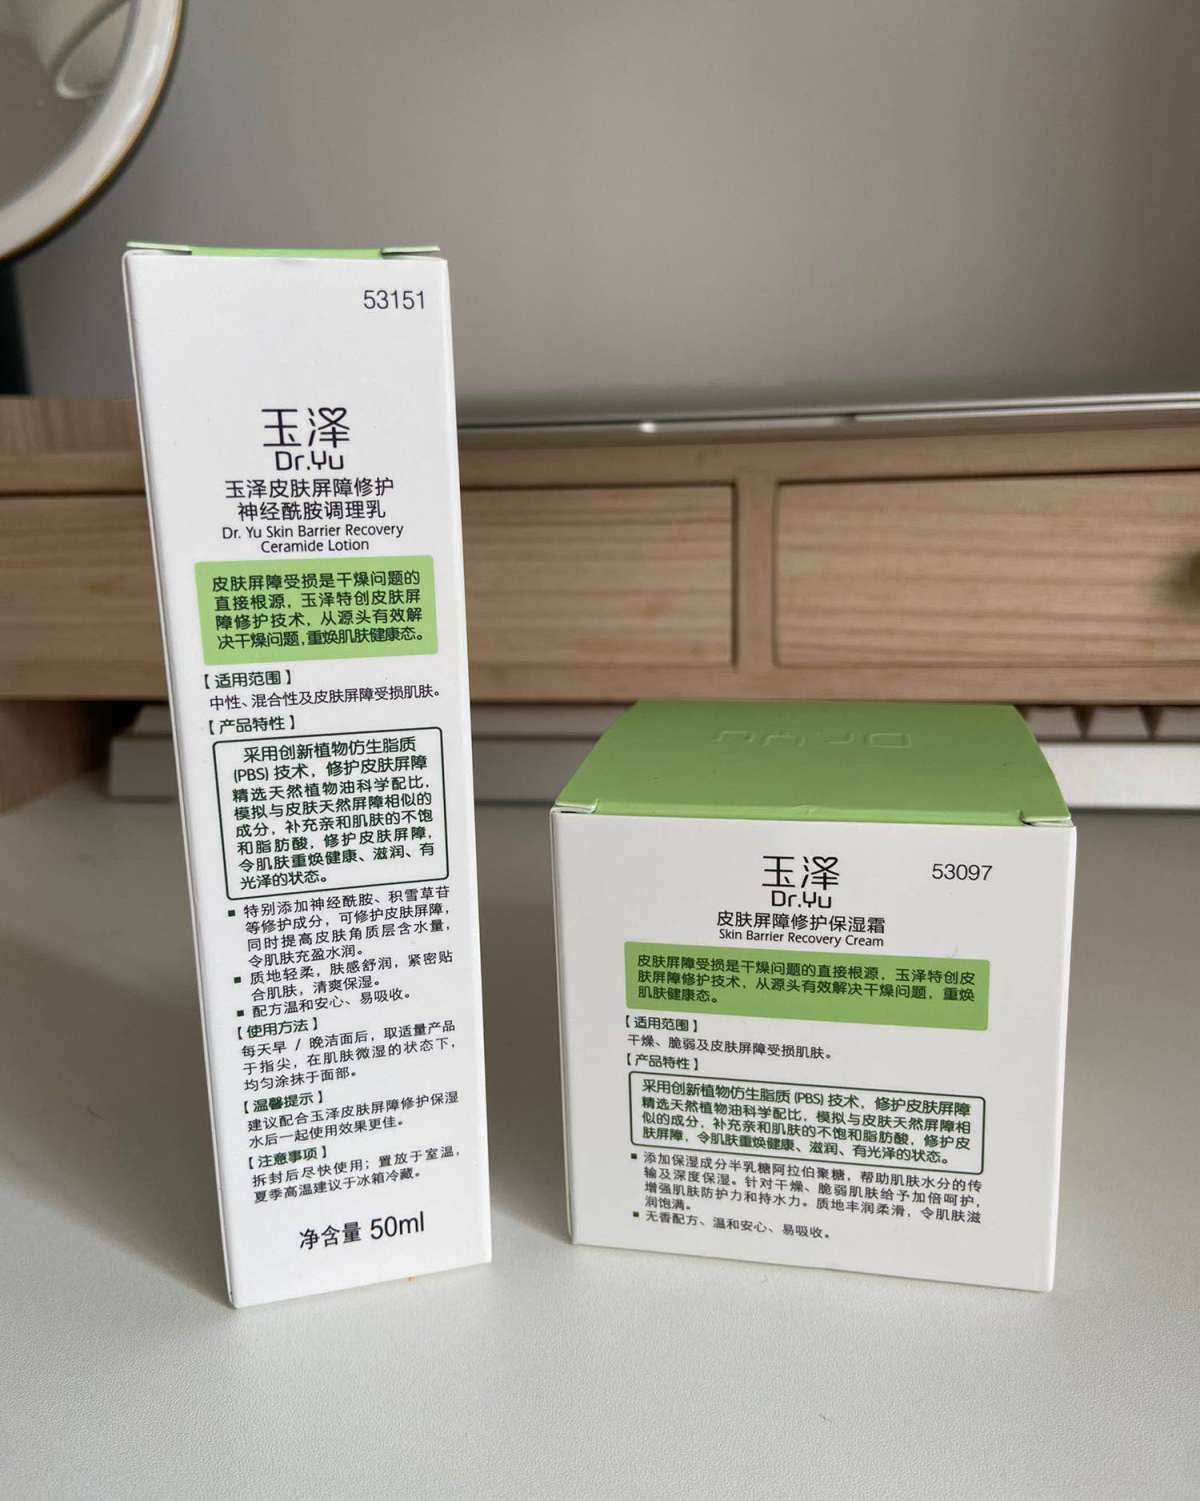 53151
玉泽
Dr.Yu
玉泽皮肤屏障修护
神经酰胺调理乳
Dr. Yu Skin Barrier Recovery
Ceramide Lotion
皮肤屏障受损是干燥问题的
直接根源，玉泽特创皮肤屏
障修护技术，从源头有效解
决干燥问题，重焕肌肤健康态。
【适用范围】
中性、混合性及皮肤屏障受损肌肤。
【产品特性】
采用创新植物仿生脂质
(PBS) 技术，修护皮肤屏障
精选天然植物油科学配比，
模拟与皮肤天然屏障相似的
成分，补充亲和肌肤的不饱
和脂肪酸，修护皮肤屏障，
令肌肤重焕健康、滋润、有
光泽的状态。
■ 特别添加神经酰胺、积雪草苷
等修护成分，可修护皮肤屏障，
同时提高皮肤角质层含水量，
令肌肤充盈水润。
■ 质地轻柔，肤感舒润，紧密贴
合肌肤，清爽保湿。
■ 配方温和安心、易吸收。
【使用方法】
每天早 / 晚洁面后，取适量产品
于指尖，在肌肤微湿的状态下，
均匀涂抹于面部。
【温馨提示】
建议配合玉泽皮肤屏障修护保湿
水后一起使用效果更佳。
【注意事项】
拆封后尽快使用；置放于室温，
夏季高温建议于冰箱冷藏。
净含量 50ml
Dr.Yu
玉泽
Dr.Yu
53097
皮肤屏障修护保湿霜
Skin Barrier Recovery Cream
皮肤屏障受损是干燥问题的直接根源，玉泽特创皮
肤屏障修护技术，从源头有效解决干燥问题，重焕
肌肤健康态。
【适用范围】
干燥、脆弱及皮肤屏障受损肌肤。
【产品特性】
采用创新植物仿生脂质 (PBS) 技术，修护皮肤屏障
精选天然植物油科学配比，模拟与皮肤天然屏障相
似的成分，补充亲和肌肤的不饱和脂肪酸，修护皮
肤屏障，令肌肤重焕健康、滋润、有光泽的状态。
■ 添加保湿成分半乳糖阿拉伯聚糖，帮助肌肤水分的传
输及深度保湿。针对干燥、脆弱肌肤给予加倍呵护，
增强肌肤防护力和持水力。质地丰润柔滑，令肌肤滋
润饱满。
■ 无香配方、温和安心、易吸收。